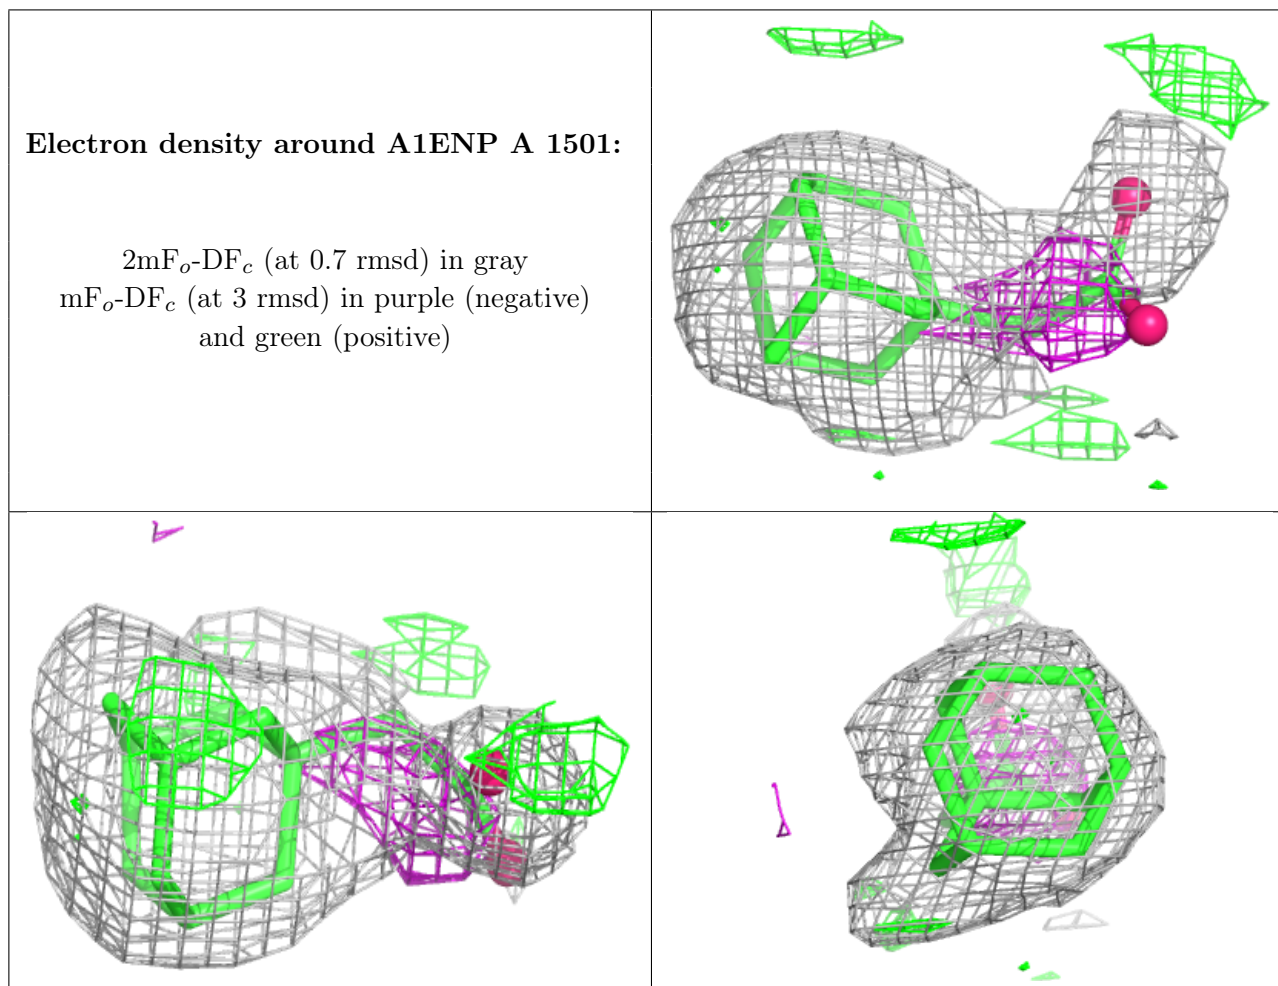 Electron density around A1ENP A 1501:
2mFo-DFc (at 0.7 rmsd) in gray
mFo-DFc (at 3 rmsd) in purple (negative)
and green (positive)